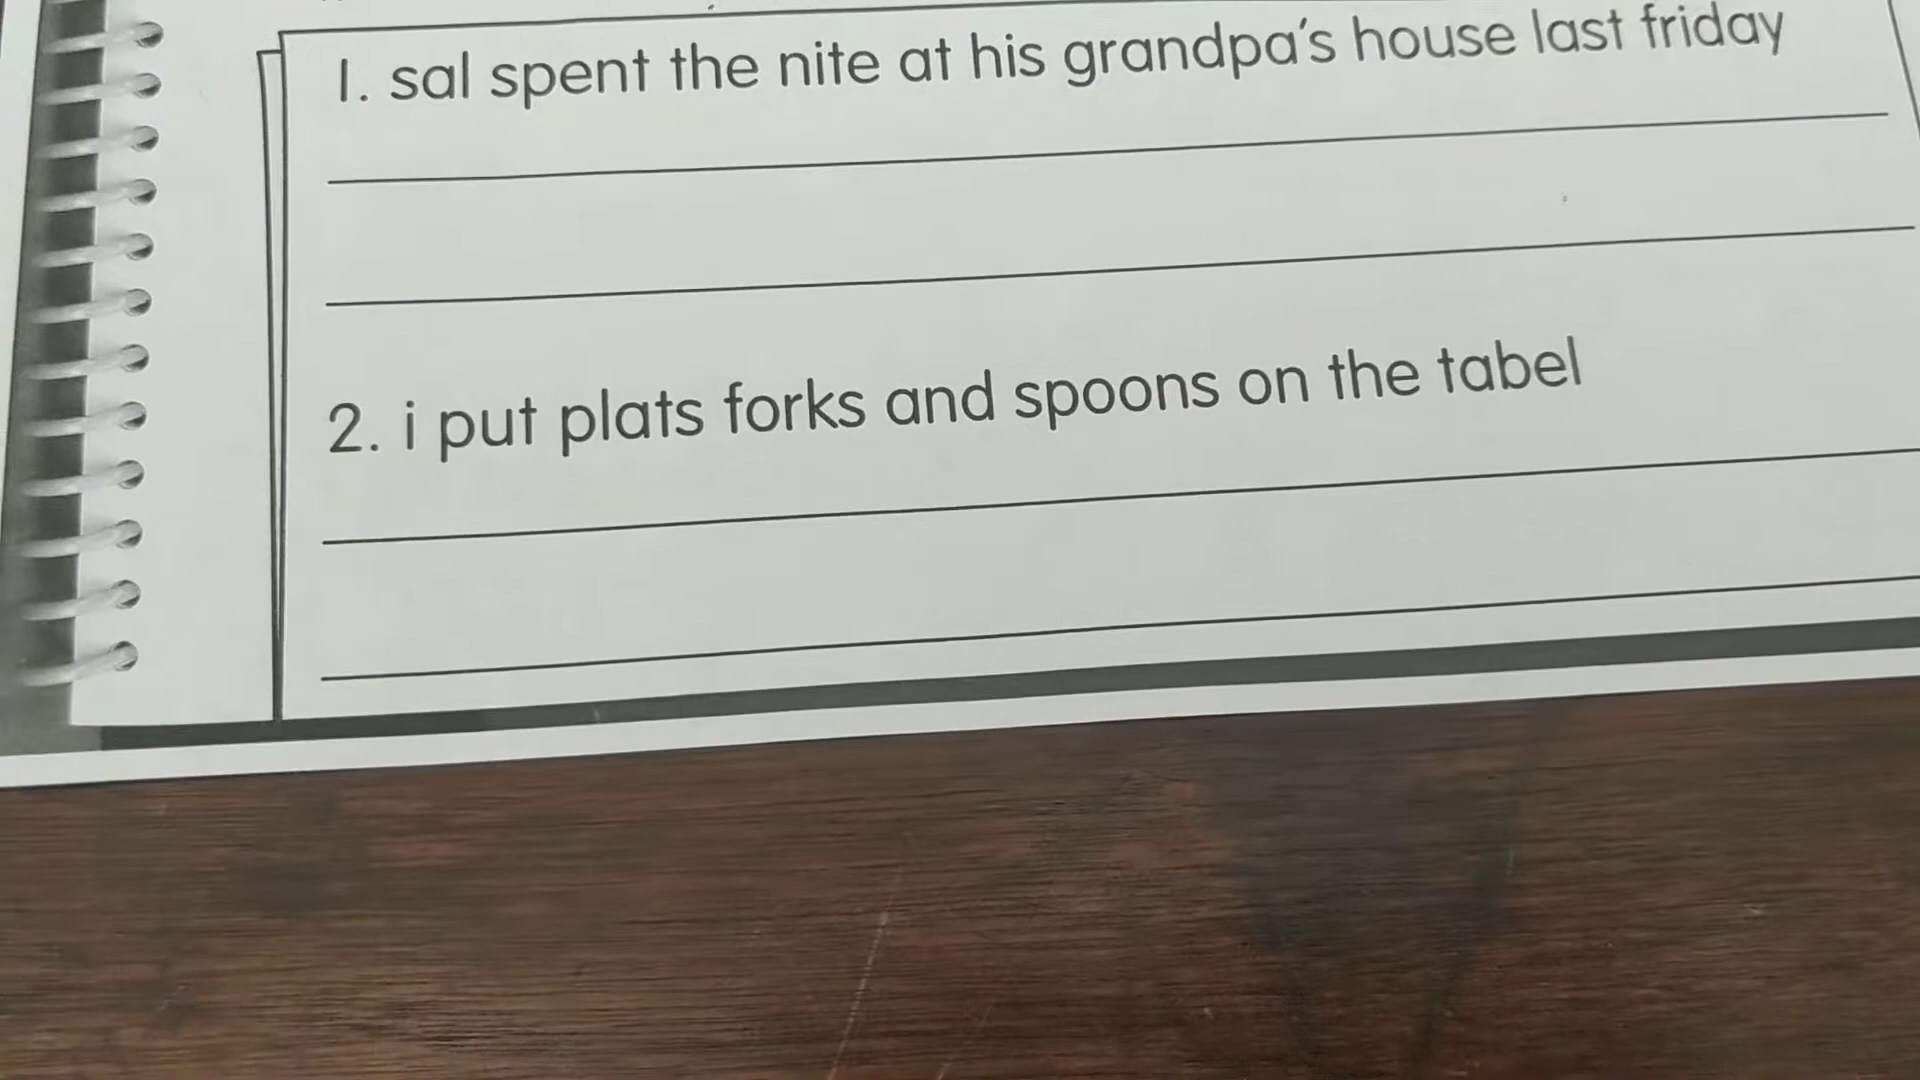 1. sal spent the nite at his grandpa's house last friday
2. i put plats forks and spoons on the tabel